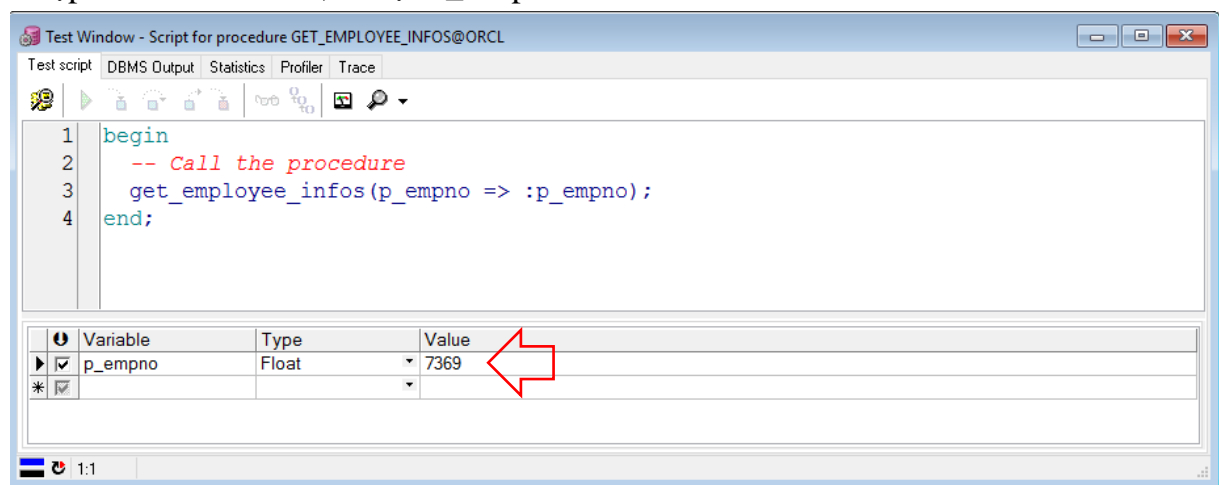 Test Window - Script for procedure GET_EMPLOYEE_INFOS@ORCL
Test script DBMS Output Statistics Profiler Trace
1 begin
2 -- Call the procedure
3 get_employee_infos(p_empno => :p_empno);
4 end;
Variable Type Value
p_empno Float 7369
1:1